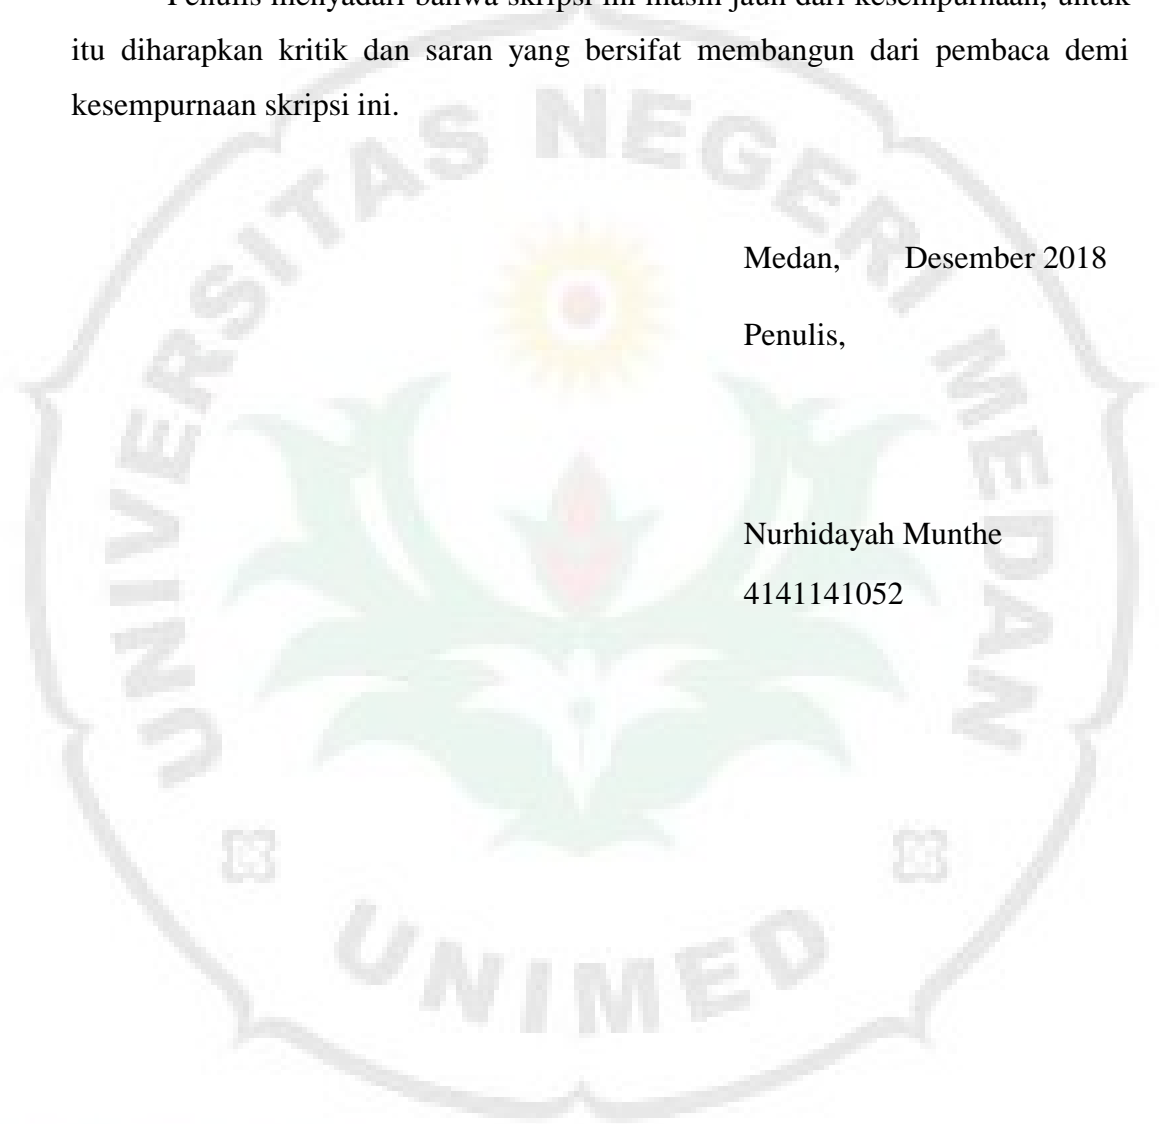 Penulis menyadari bahwa skripsi ini masih jauh dari kesempurnaan, untuk
itu diharapkan kritik dan saran yang bersifat membangun dari pembaca demi
kesempurnaan skripsi ini.
Medan, Desember 2018
Penulis,
Nurhidayah Munthe
4141141052
UNIVERSITAS NEGERI MEDAN
UNIMED